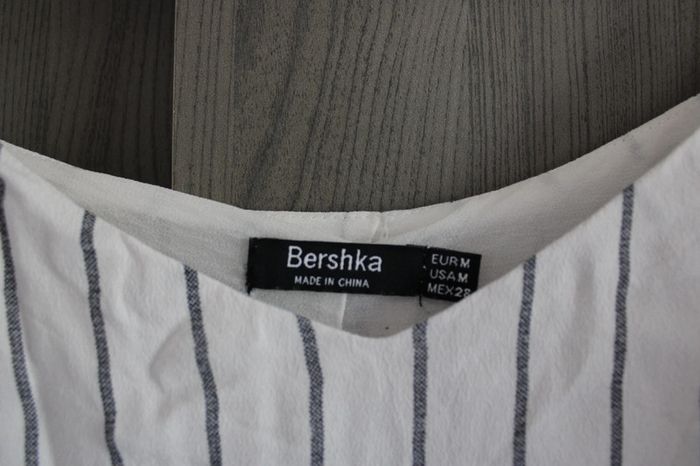 Bershka
MADE IN CHINA
EUR M
USA M
MEX 28